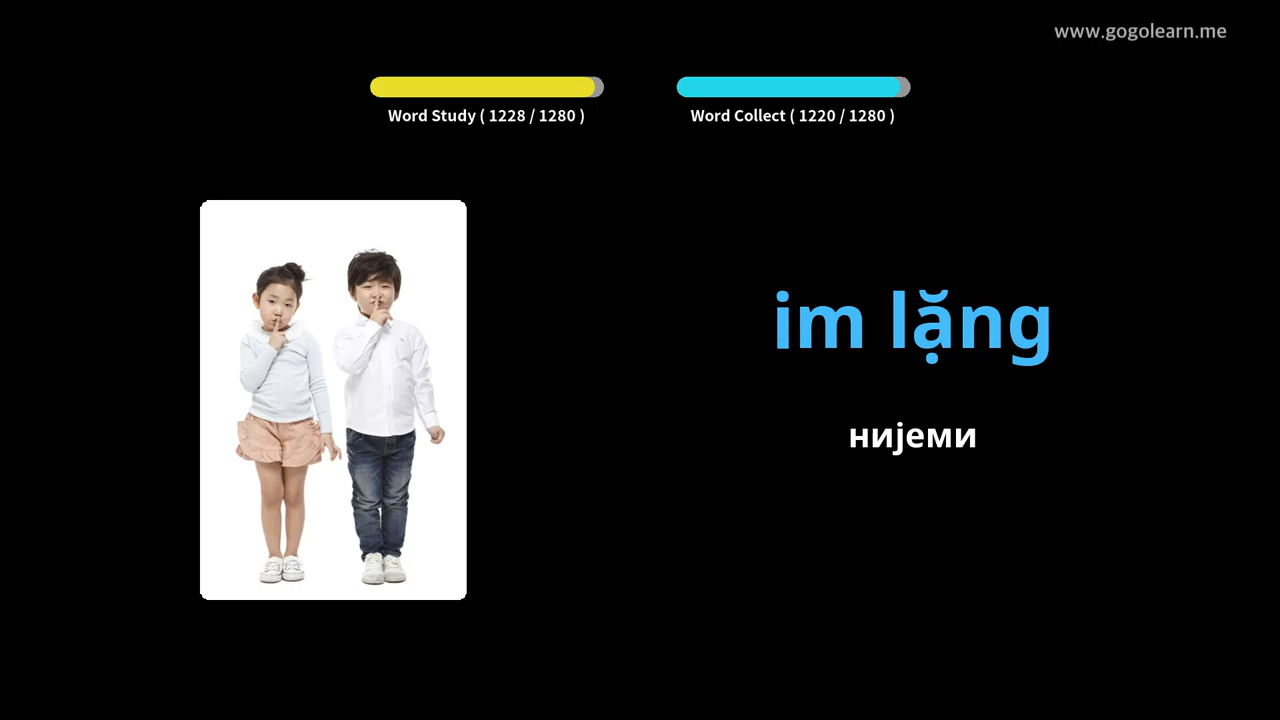 www.gogolearn.me
Word Study ( 1228 / 1280 )
Word Collect ( 1220 / 1280 )
im lặng
нијеми